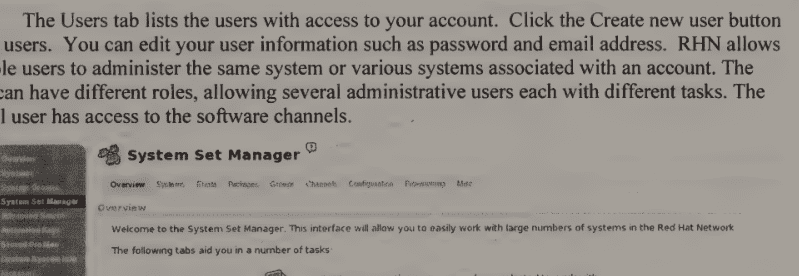 The Users tab lists the users with access to your account. Click the Create new user button
users. You can edit your user information such as password and email address. RHN allows
le users to administer the same system or various systems associated with an account. The
can have different roles, allowing several administrative users each with different tasks. The
l user has access to the software channels.
System Set Manager
Overview Systems Errata Packages Groups Channels Configuration Provisioning Misc
System Set Manager
Overview
Welcome to the System Set Manager. This interface will allow you to easily work with large numbers of systems in the Red Hat Network
The following tabs aid you in a number of tasks